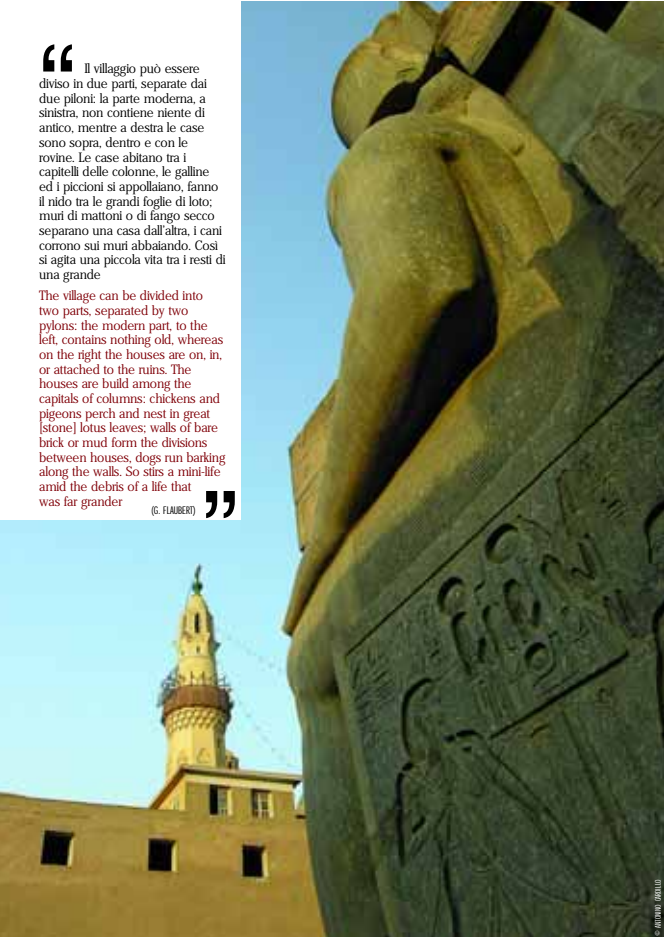 “ Il villaggio può essere
diviso in due parti, separate dai
due piloni: la parte moderna, a
sinistra, non contiene niente di
antico, mentre a destra le case
sono sopra, dentro e con le
rovine. Le case abitano tra i
capitelli delle colonne, le galline
ed i piccioni si appollaiano, fanno
il nido tra le grandi foglie di loto;
muri di mattoni o di fango secco
separano una casa dall'altra, i cani
corrono sui muri abbaiando. Così
si agita una piccola vita tra i resti di
una grande
The village can be divided into
two parts, separated by two
pylons: the modern part, to the
left, contains nothing old, whereas
on the right the houses are on, in,
or attached to the ruins. The
houses are build among the
capitals of columns: chickens and
pigeons perch and nest in great
[stone] lotus leaves; walls of bare
brick or mud form the divisions
between houses, dogs run barking
along the walls. So stirs a mini-life
amid the debris of a life that
was far grander ”
(G. FLAUBERT)
© ANTONINO CARDILLO